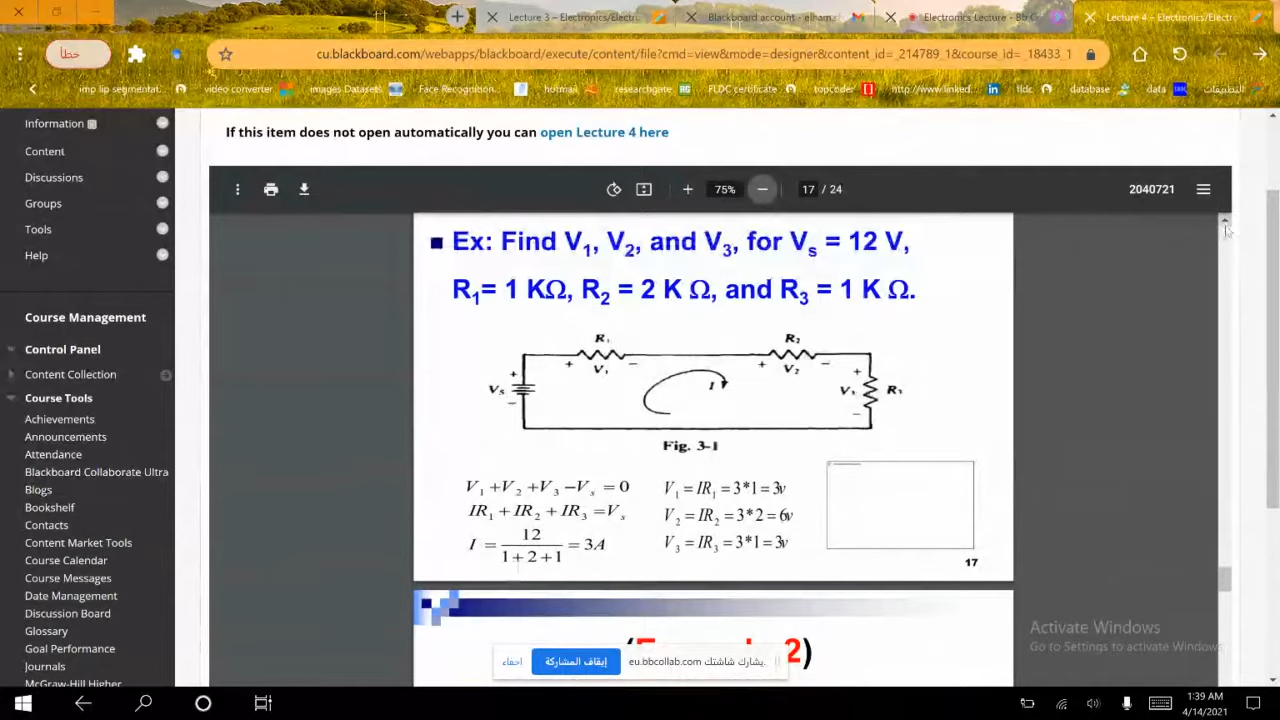 Lecture 3 – Electronics/Electri
Blackboard account - elham.
Electronics Lecture - Bb C
Lecture 4 – Electronics/Electr
خطأ
cu.blackboard.com/webapps/blackboard/execute/content/file?cmd=view&mode=designer&content_id=_214789_1&course_id=_18433_1
imp lip segmentat...
video converter
images Datasets
Face Recognition...
hotmail
researchgate
FLDC certificate
topcoder
http://www.linked...
fldc
database
data
التطبيقات
If this item does not open automatically you can open Lecture 4 here
Information
Content
Discussions
Groups
Tools
Help
Course Management
Control Panel
Content Collection
Course Tools
Achievements
Announcements
Attendance
Blackboard Collaborate Ultra
Blogs
Bookshelf
Contacts
Content Market Tools
Course Calendar
Course Messages
Date Management
Discussion Board
Glossary
Goal Performance
Journals
McGraw-Hill Higher
75%
17 / 24
2040721
Ex: Find V1, V2, and V3, for Vs = 12 V,
R1= 1 KΩ, R2 = 2 K Ω, and R3 = 1 K Ω.
R1
R2
+ V1 −
+ V2 −
Vs
+
−
I
+
V3
−
R3
Fig. 3-1
V1 +V2 +V3 −Vs = 0
IR1 + IR2 + IR3 =Vs
I = 12 / 1+2+1 = 3A
V1 = IR1 = 3*1 = 3v
V2 = IR2 = 3*2 = 6v
V3 = IR3 = 3*1 = 3v
17
2)
يشارك شاشتك eu.bbcollab.com.
إيقاف المشاركة
اخفاء
Activate Windows
Go to Settings to activate Windows.
1:39 AM
4/14/2021